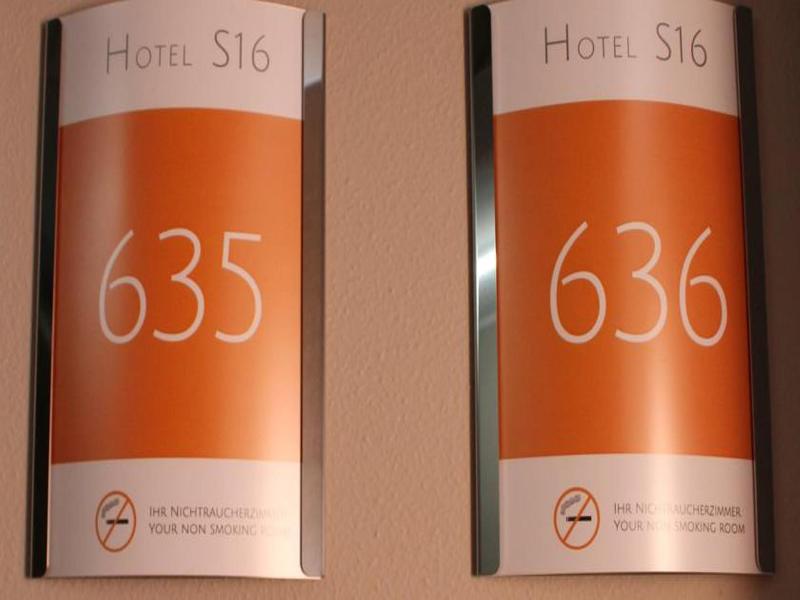 Hotel S16
635
Ihr Nichtraucherzimmer
Your non smoking room
Hotel S16
636
Ihr Nichtraucherzimmer
Your non smoking room